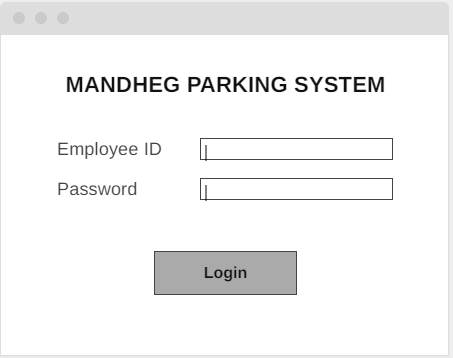 MANDHEG PARKING SYSTEM
Employee ID
Password
Login